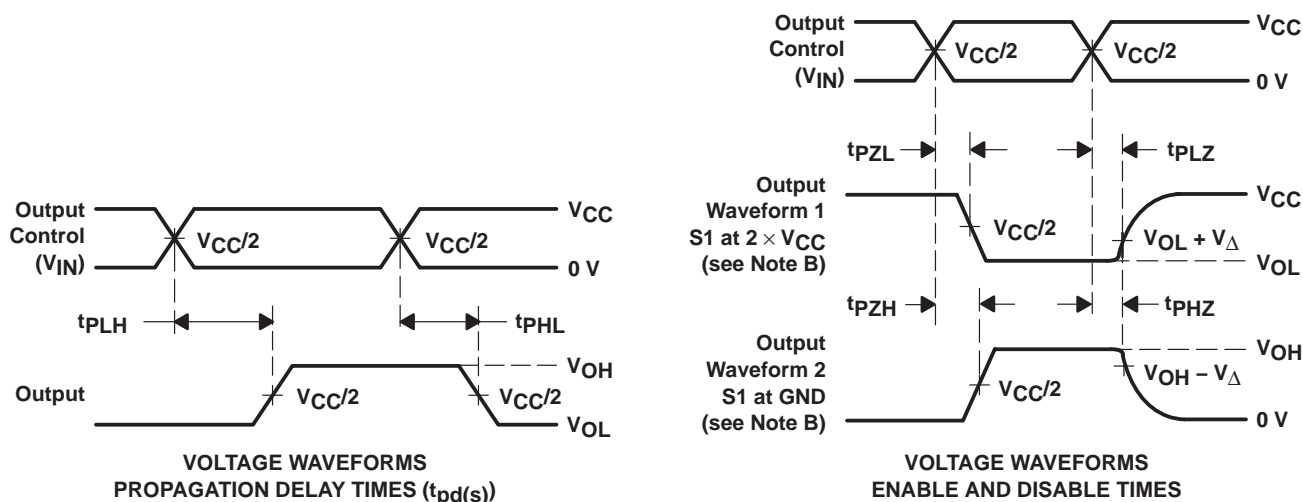 Output
Control
(VIN)
VCC/2
VCC/2
VCC
0 V
tPLH
tPHL
Output
VCC/2
VCC/2
VOH
VOL
VOLTAGE WAVEFORMS
PROPAGATION DELAY TIMES (tpd(s))
Output
Control
(VIN)
VCC/2
VCC/2
VCC
0 V
tPZL
tPLZ
Output
Waveform 1
S1 at 2 × VCC
(see Note B)
VCC/2
VCC
VOL + VΔ
VOL
tPZH
tPHZ
Output
Waveform 2
S1 at GND
(see Note B)
VCC/2
VOH
VOH − VΔ
0 V
VOLTAGE WAVEFORMS
ENABLE AND DISABLE TIMES